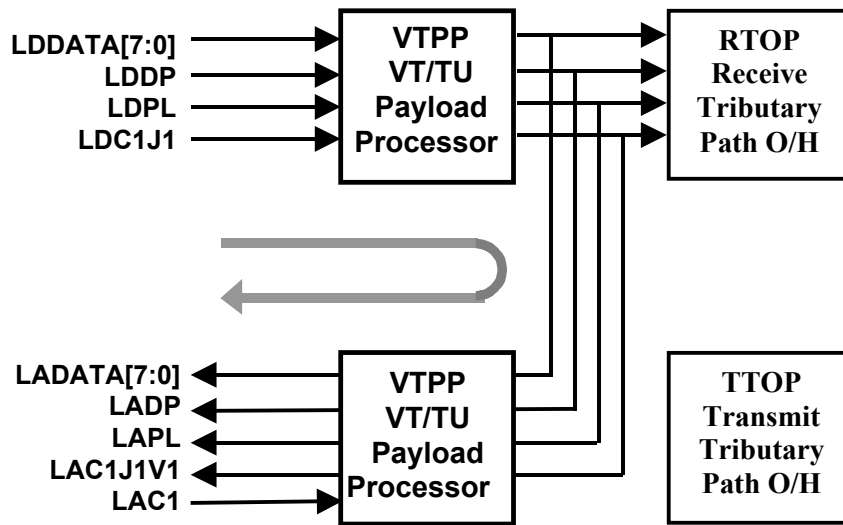 LDDATA[7:0]
LDDP
LDPL
LDC1J1
VTPP
VT/TU
Payload
Processor
RTOP
Receive
Tributary
Path O/H
LADATA[7:0]
LADP
LAPL
LAC1J1V1
LAC1
VTPP
VT/TU
Payload
Processor
TTOP
Transmit
Tributary
Path O/H